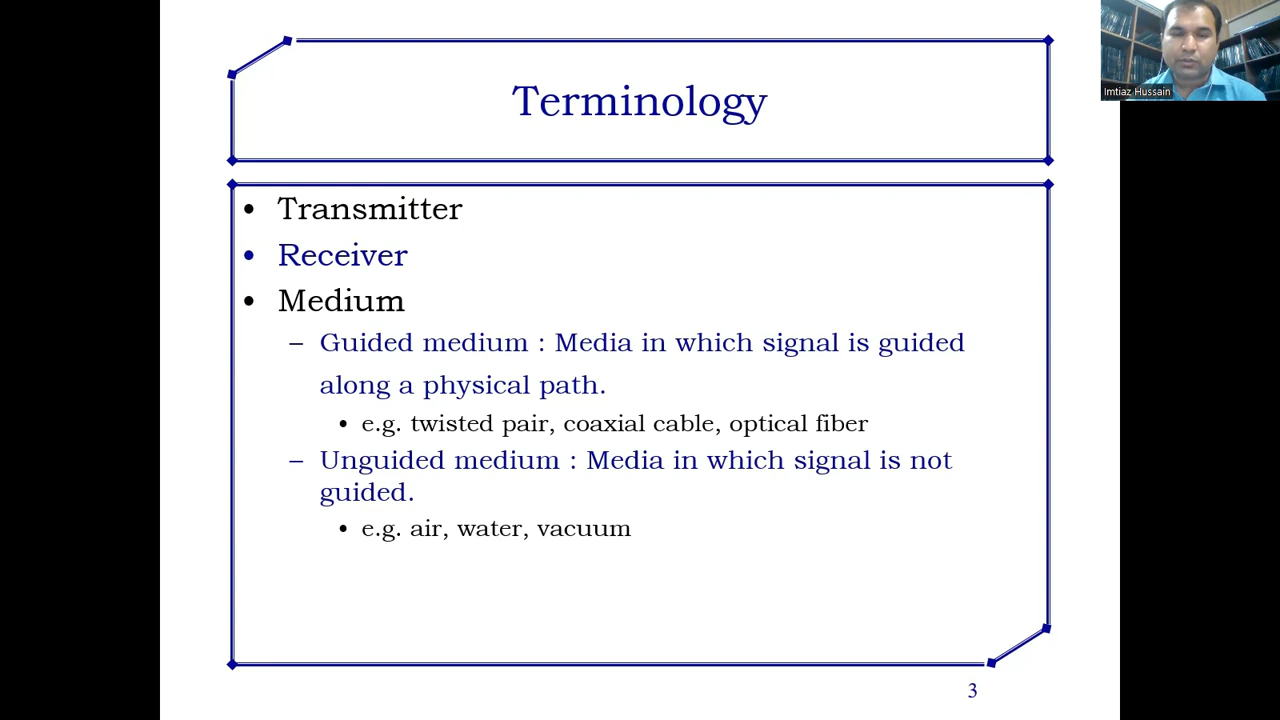 Terminology
Imtiaz Hussain
• Transmitter
• Receiver
• Medium
– Guided medium : Media in which signal is guided
along a physical path.
• e.g. twisted pair, coaxial cable, optical fiber
– Unguided medium : Media in which signal is not
guided.
• e.g. air, water, vacuum
3